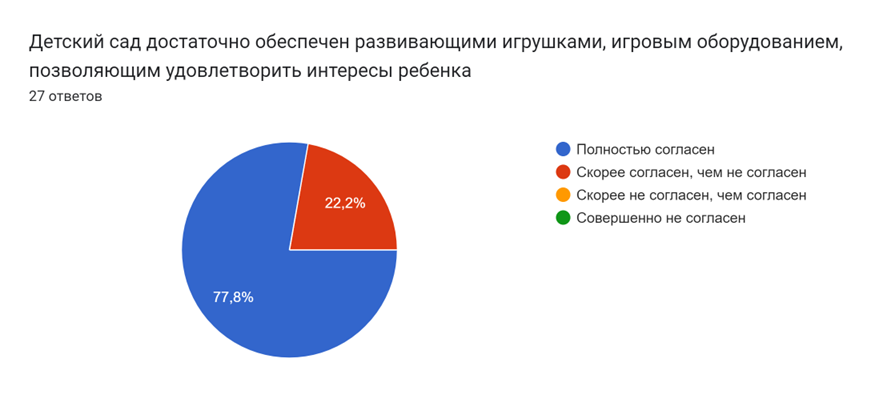 Детский сад достаточно обеспечен развивающими игрушками, игровым оборудованием,
позволяющим удовлетворить интересы ребенка
27 ответов
Полностью согласен
Скорее согласен, чем не согласен
Скорее не согласен, чем согласен
Совершенно не согласен
22,2%
77,8%